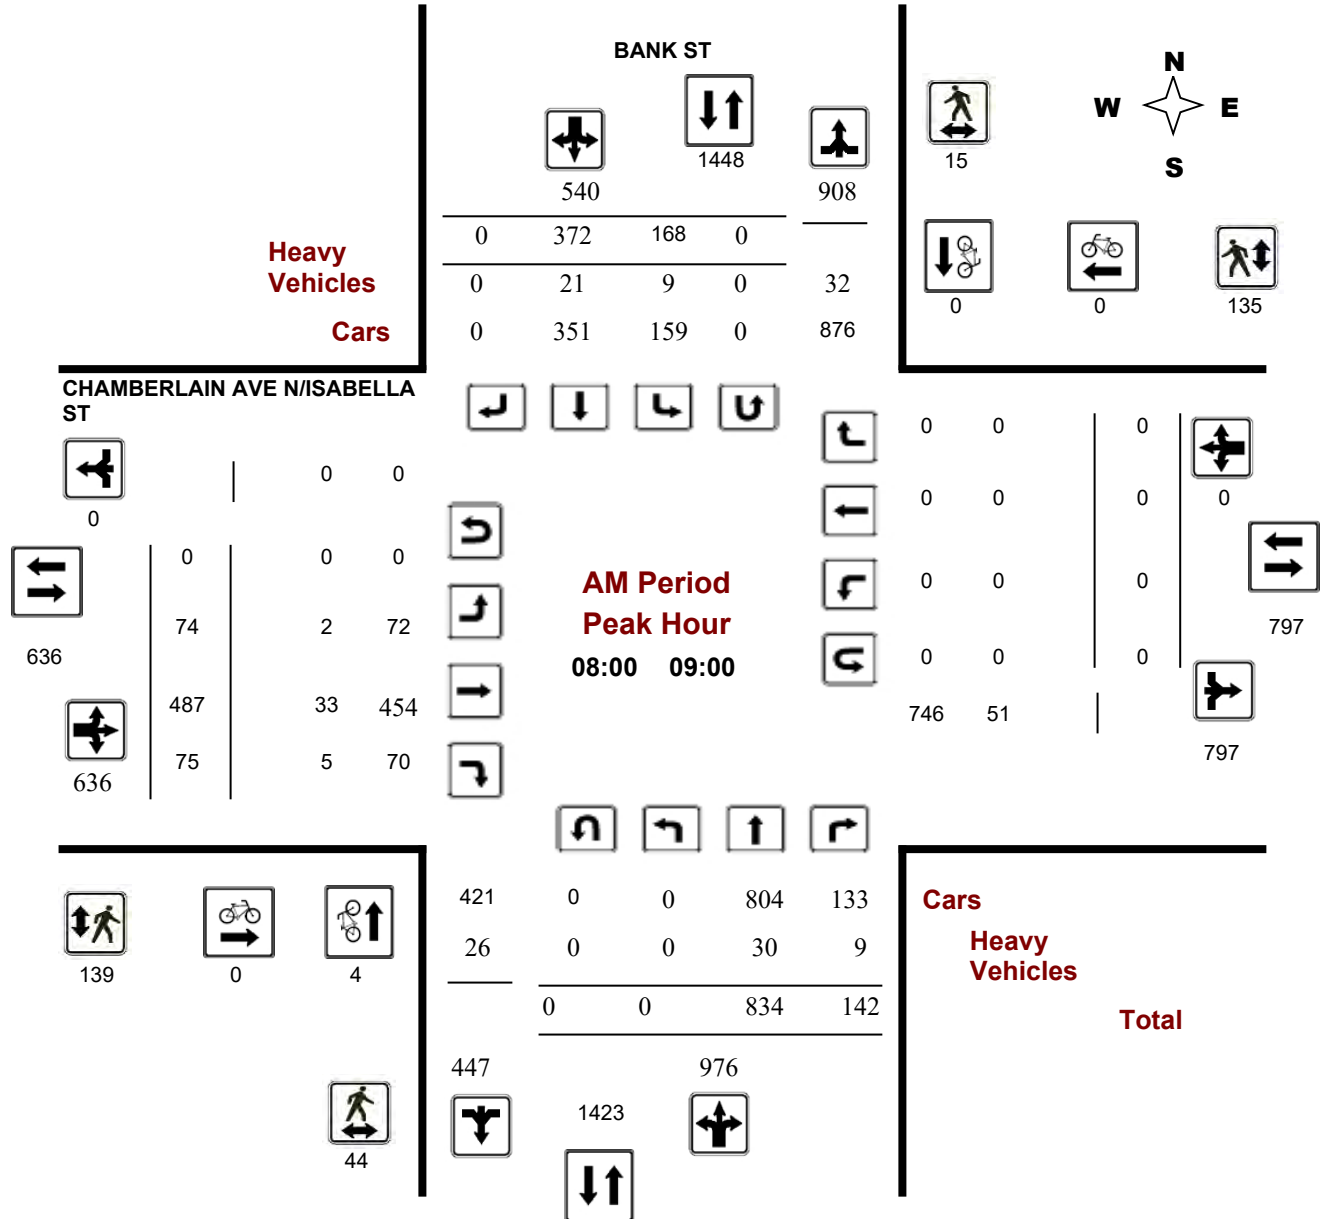 BANK ST
N
W E
S
1448
15
540 908
0 372 168 0
Heavy
Vehicles
0 21 9 0 32
Cars
0 351 159 0 876
0 0 135
CHAMBERLAIN AVE N/ISABELLA
ST
0 0 0
0 0
0 0 0 0
0
0 0 0
0 0 0
AM Period
Peak Hour
08:00 09:00
74 2 72
636
797
0 0 0
487 33 454
746 51
75 5 70
636
797
421 0 0 804 133
Cars
26 0 0 30 9
Heavy
Vehicles
139 0 4
0 0 834 142
Total
447 976
1423
44